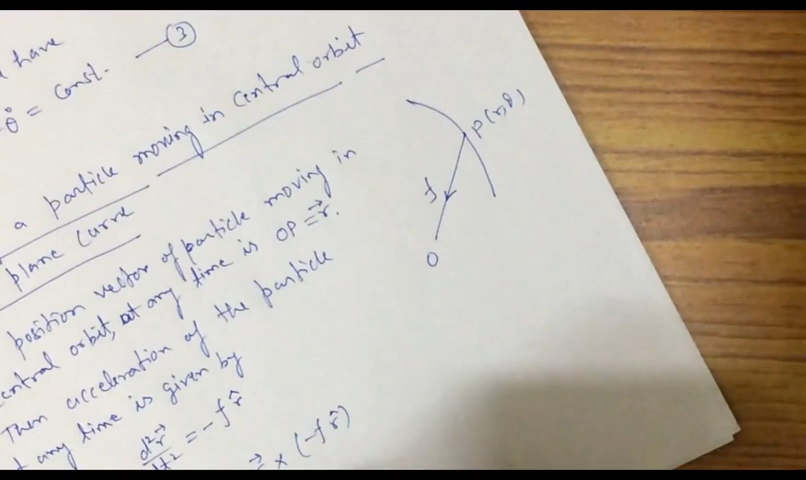 have
③
θ̇ = const.
a particle moving in central orbit
plane curve
position vector of particle moving in
central orbit, at any time is OP = r⃗.
Then acceleration of the particle
at any time is given by
d²r⃗/dt² = -f r̂
r⃗ × (-f r̂)
P(r,θ)
f
O